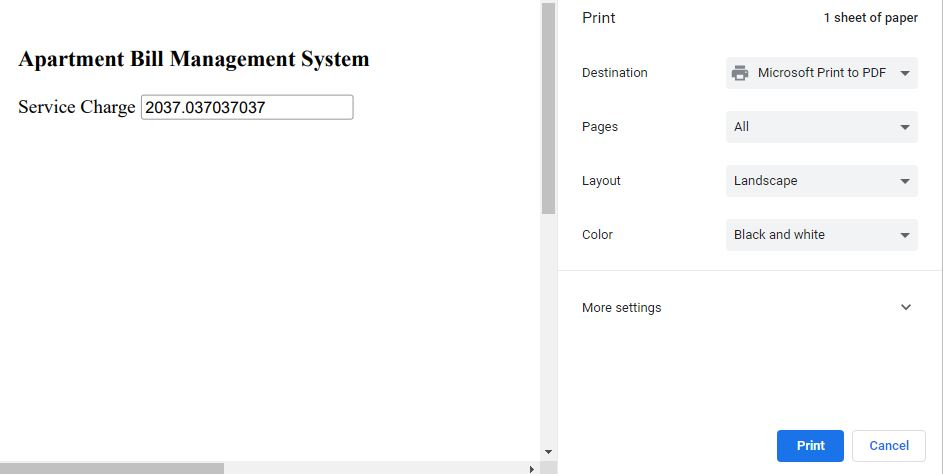 Apartment Bill Management System
Service Charge 2037.037037037
Print 1 sheet of paper
Destination Microsoft Print to PDF
Pages All
Layout Landscape
Color Black and white
More settings
Print Cancel